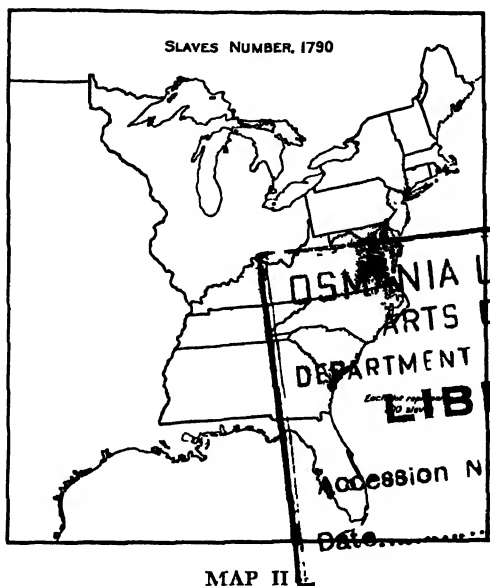 SLAVES NUMBER, 1790
OSMANIA
ARTS
DEPARTMENT
LIB
Accession N
Date
MAP II